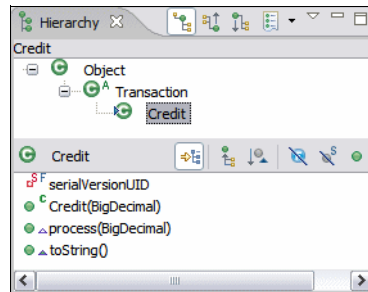 Hierarchy
Credit
Object
A Transaction
Credit
Credit
S
S F serialVersionUID
C Credit(BigDecimal)
process(BigDecimal)
toString()